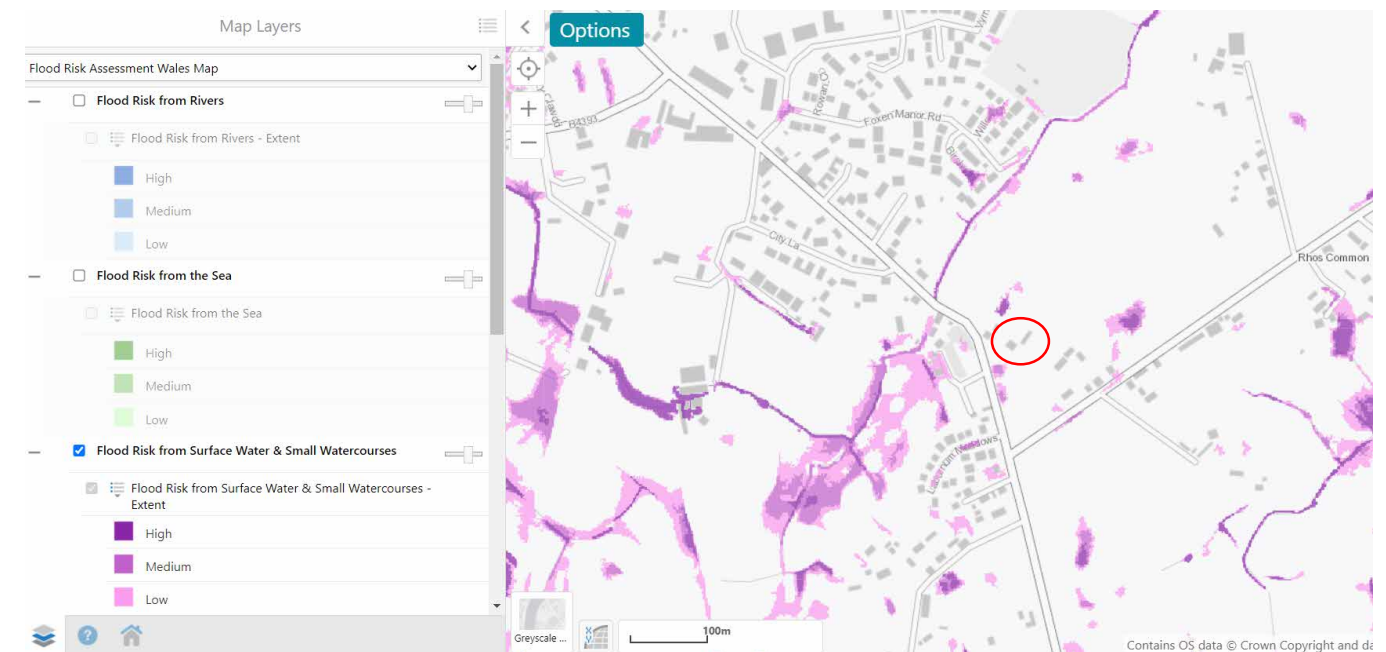 Map Layers
Options
Flood Risk Assessment Wales Map
Flood Risk from Rivers
Flood Risk from Rivers - Extent
High
Medium
Low
Flood Risk from the Sea
Flood Risk from the Sea
High
Medium
Low
Flood Risk from Surface Water & Small Watercourses
Flood Risk from Surface Water & Small Watercourses -
Extent
High
Medium
Low
B4393
Rowan
Foxen Manor Rd
City La
Rhos Common
Laburnum Meadows
Greyscale ...
X
Y
100m
Contains OS data © Crown Copyright and da